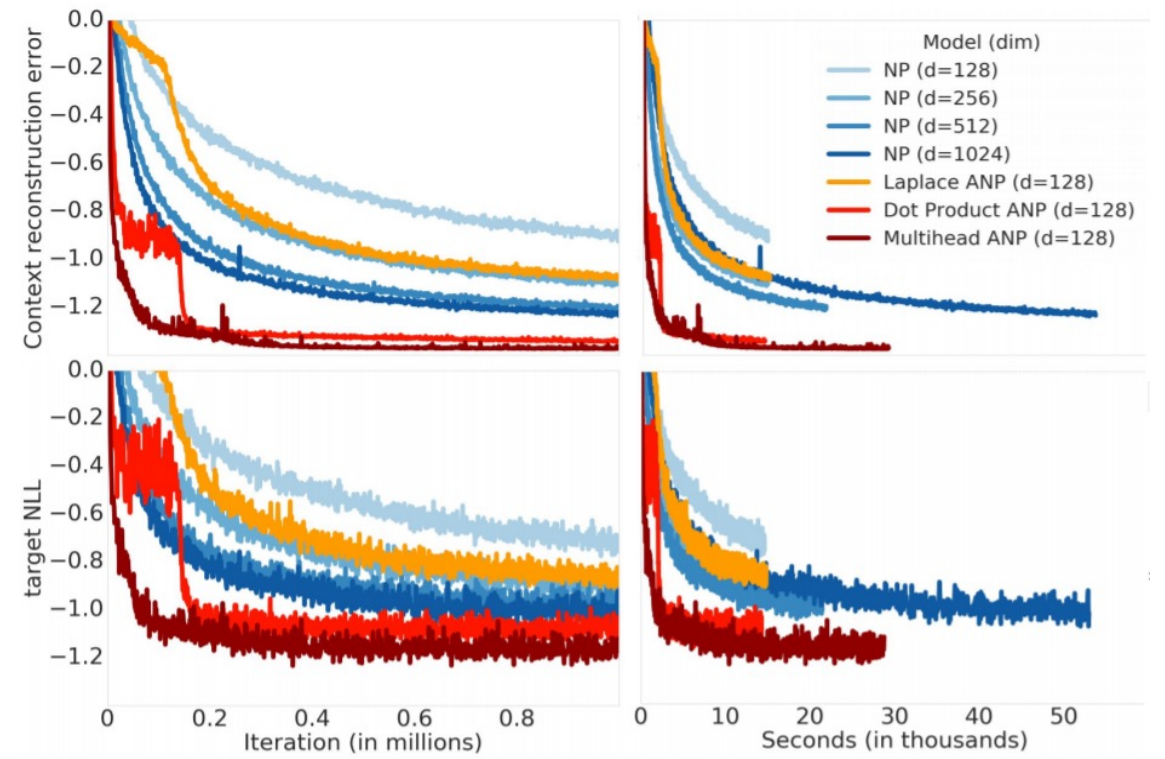 Context reconstruction error
0.0
−0.2
−0.4
−0.6
−0.8
−1.0
−1.2
Model (dim)
NP (d=128)
NP (d=256)
NP (d=512)
NP (d=1024)
Laplace ANP (d=128)
Dot Product ANP (d=128)
Multihead ANP (d=128)
target NLL
0.0
−0.2
−0.4
−0.6
−0.8
−1.0
−1.2
0 0.2 0.4 0.6 0.8
Iteration (in millions)
0 10 20 30 40 50
Seconds (in thousands)